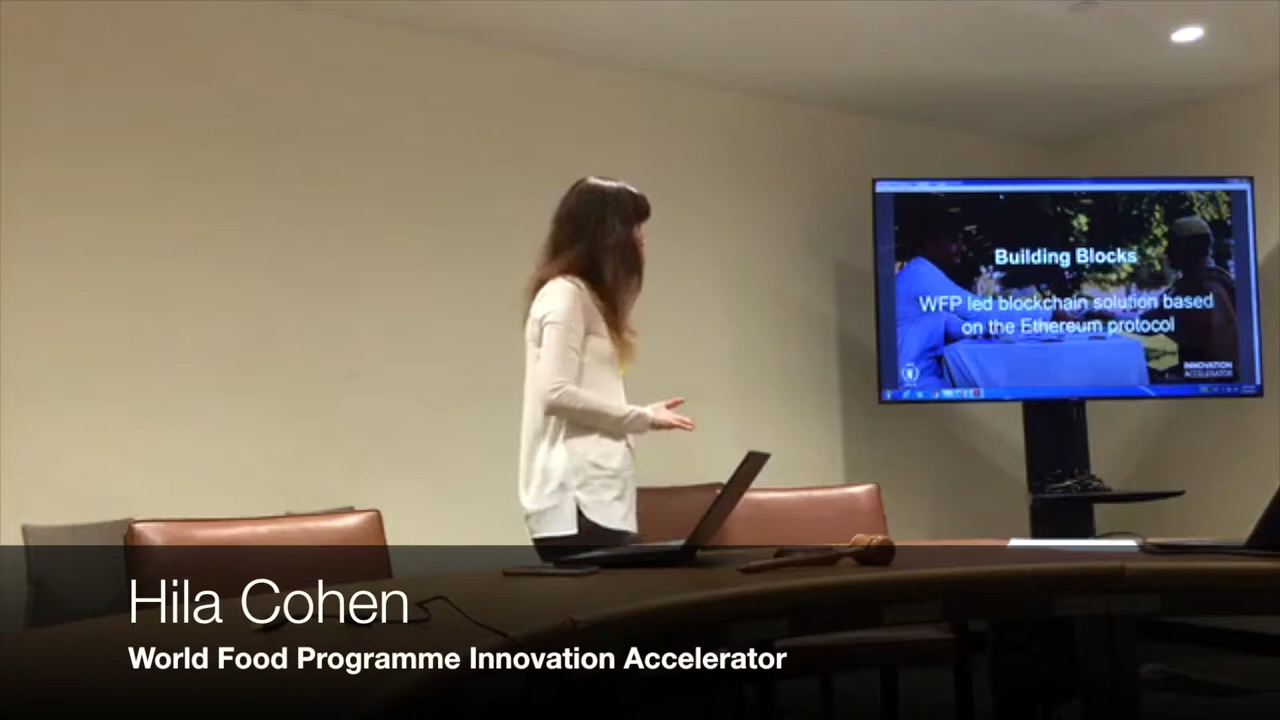 Building Blocks
WFP led blockchain solution based
on the Ethereum protocol
INNOVATION
ACCELERATOR
Hila Cohen
World Food Programme Innovation Accelerator